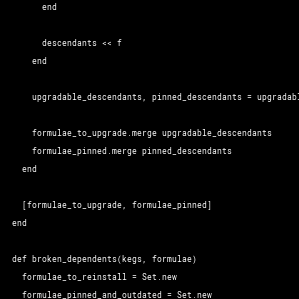 end
descendants << f
end
upgradable_descendants, pinned_descendants = upgradabl
formulae_to_upgrade.merge upgradable_descendants
formulae_pinned.merge pinned_descendants
end
[formulae_to_upgrade, formulae_pinned]
end
def broken_dependents(kegs, formulae)
formulae_to_reinstall = Set.new
formulae_pinned_and_outdated = Set.new